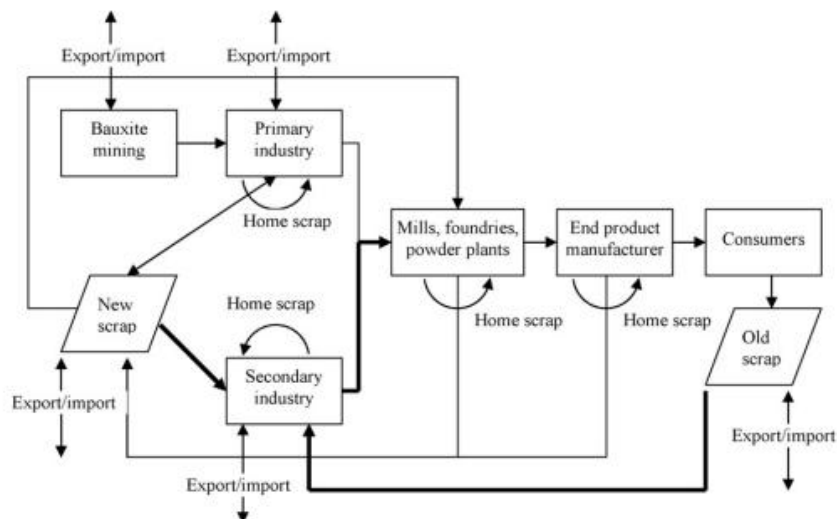 Export/import
Export/import
Bauxite
mining
Primary
industry
Home scrap
Mills, foundries,
powder plants
End product
manufacturer
Consumers
New
scrap
Home scrap
Home scrap
Home scrap
Old
scrap
Secondary
industry
Export/import
Export/import
Export/import